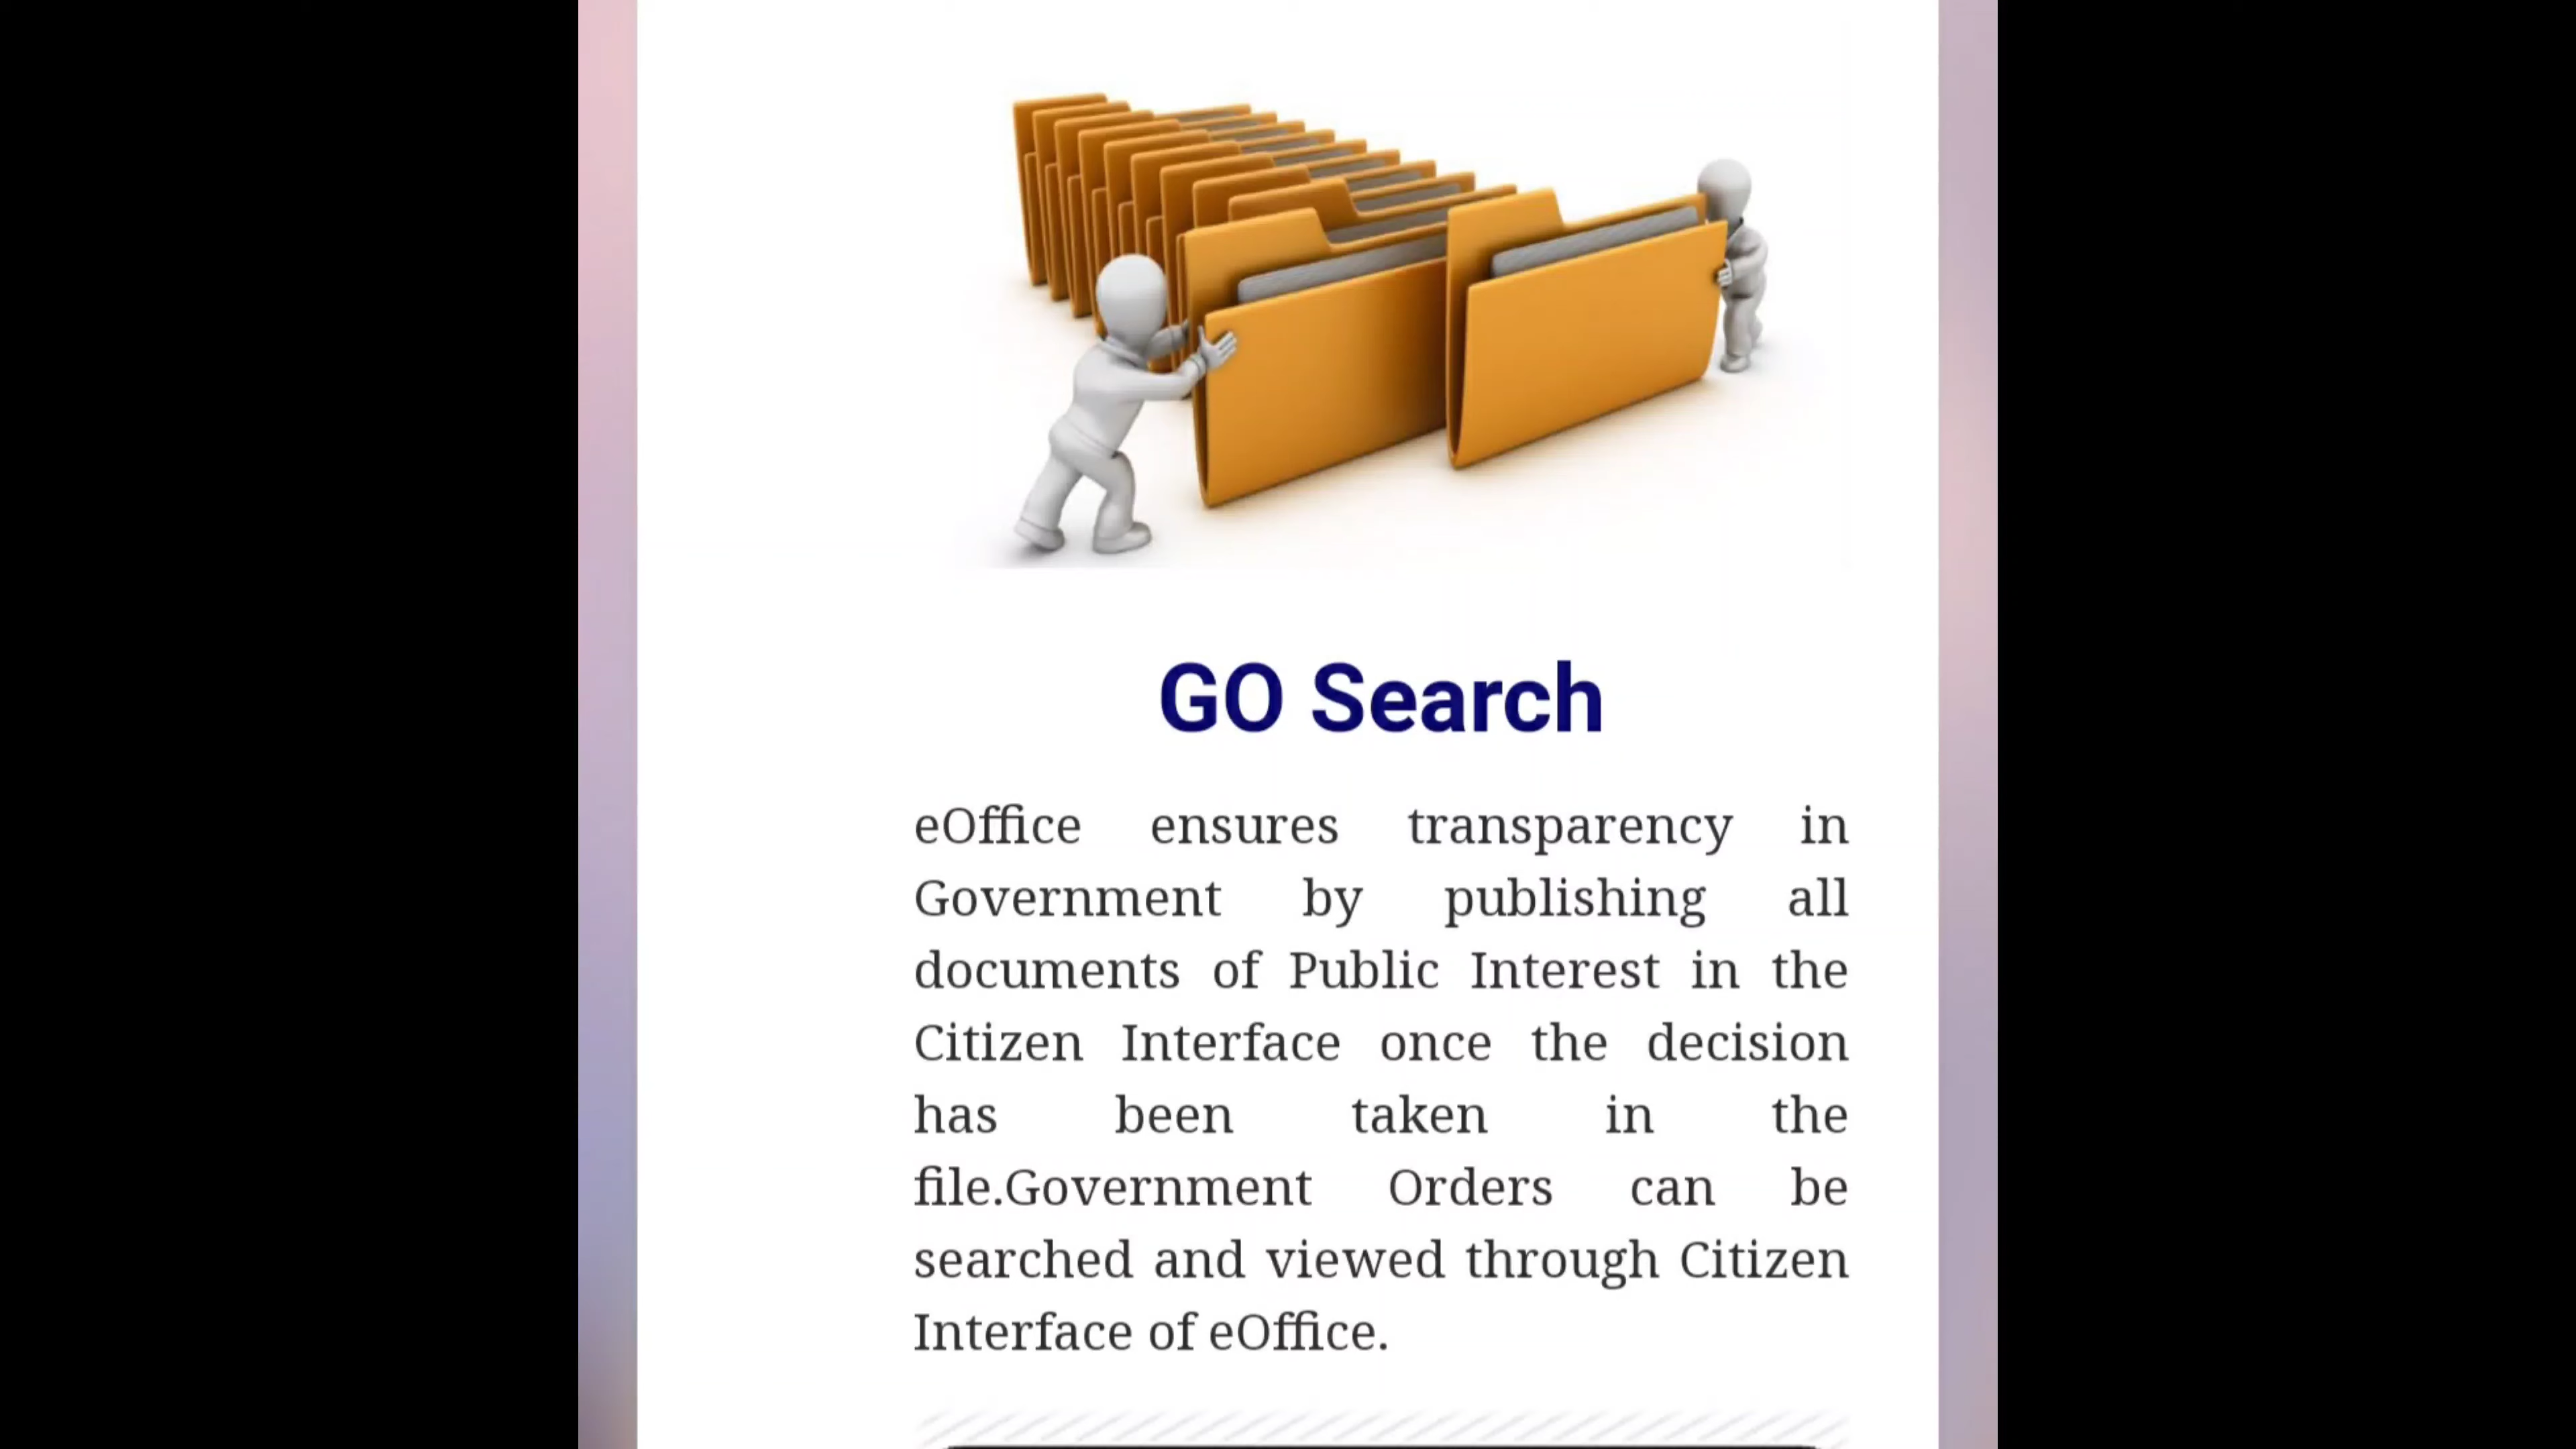 GO Search
eOffice ensures transparency in
Government by publishing all
documents of Public Interest in the
Citizen Interface once the decision
has been taken in the
file.Government Orders can be
searched and viewed through Citizen
Interface of eOffice.